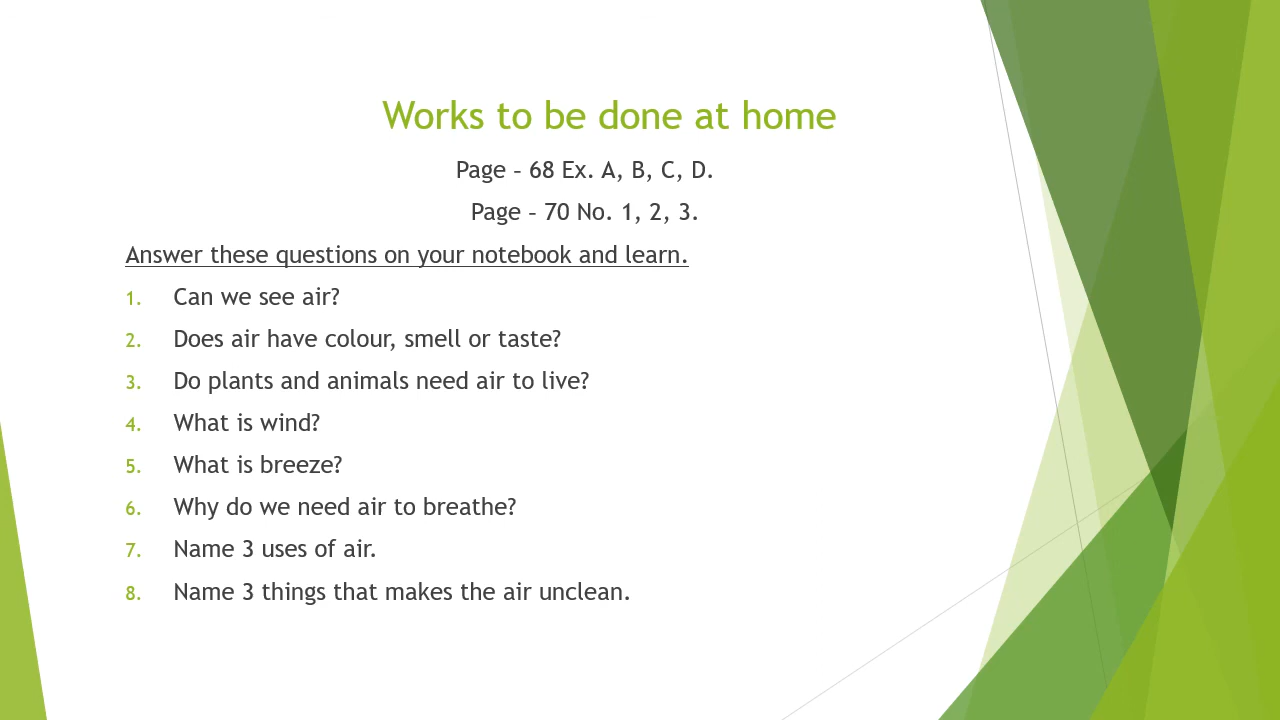 Works to be done at home
Page – 68 Ex. A, B, C, D.
Page – 70 No. 1, 2, 3.
Answer these questions on your notebook and learn.
1. Can we see air?
2. Does air have colour, smell or taste?
3. Do plants and animals need air to live?
4. What is wind?
5. What is breeze?
6. Why do we need air to breathe?
7. Name 3 uses of air.
8. Name 3 things that makes the air unclean.